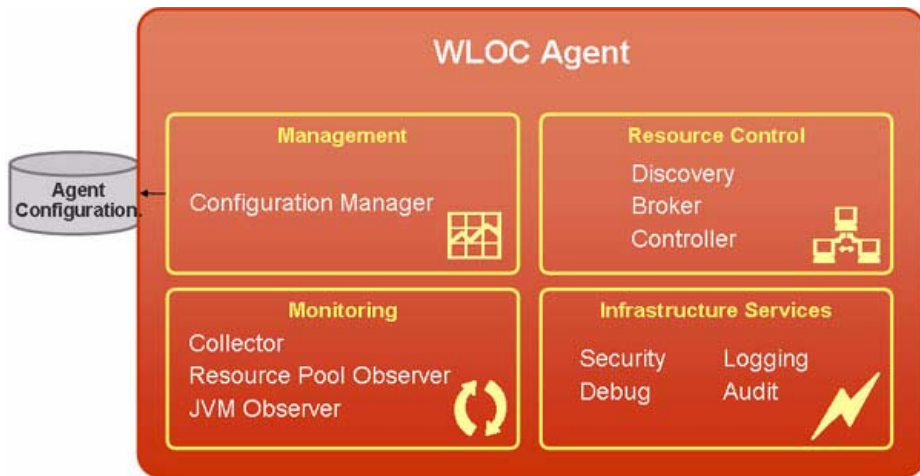 WLOC Agent
Management
Configuration Manager
Resource Control
Discovery
Broker
Controller
Agent
Configuration.
Monitoring
Collector
Resource Pool Observer
JVM Observer
Infrastructure Services
Security Logging
Debug Audit